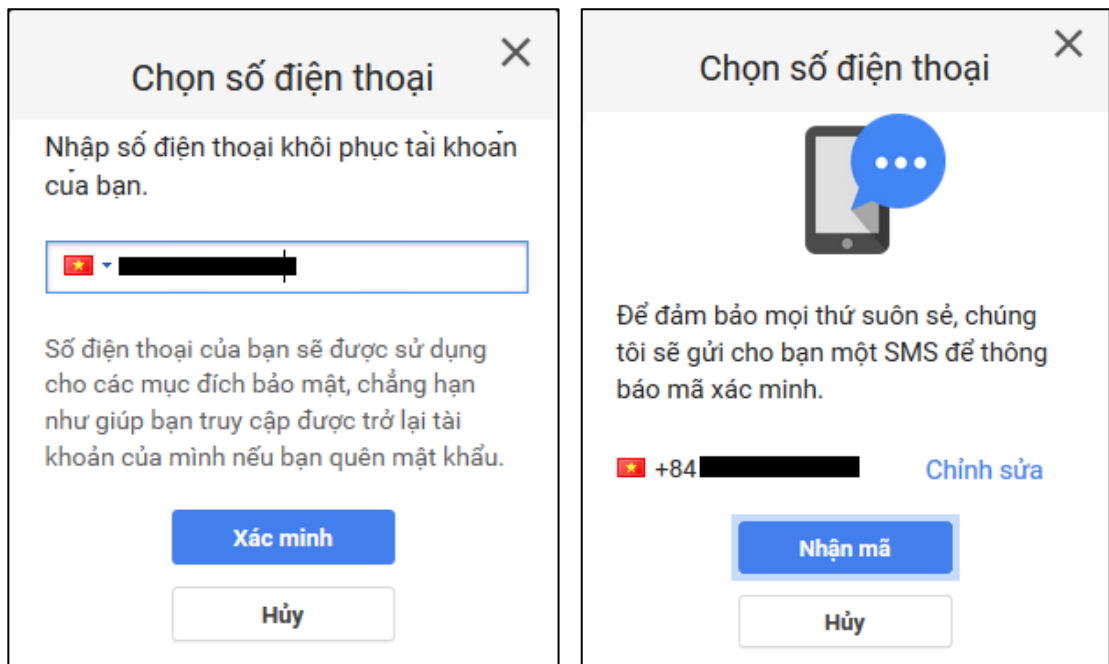 Chọn số điện thoại
Nhập số điện thoại khôi phục tài khoản
của bạn.
Số điện thoại của bạn sẽ được sử dụng
cho các mục đích bảo mật, chẳng hạn
như giúp bạn truy cập được trở lại tài
khoản của mình nếu bạn quên mật khẩu.
Xác minh
Hủy
Chọn số điện thoại
Để đảm bảo mọi thứ suôn sẻ, chúng
tôi sẽ gửi cho bạn một SMS để thông
báo mã xác minh.
+84
Chỉnh sửa
Nhận mã
Hủy